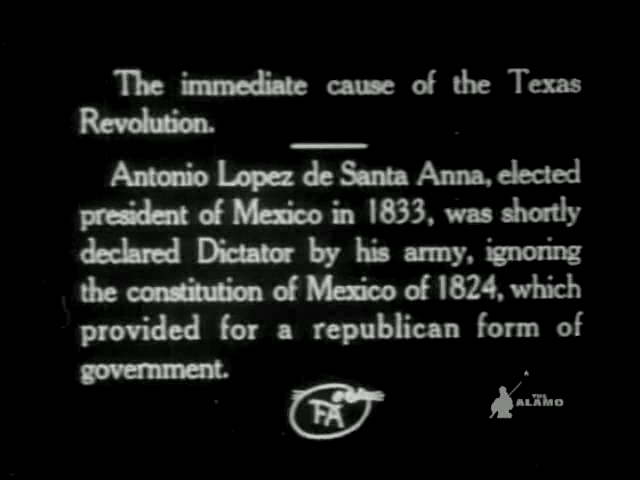 The immediate cause of the Texas
Revolution.
Antonio Lopez de Santa Anna, elected
president of Mexico in 1833, was shortly
declared Dictator by his army, ignoring
the constitution of Mexico of 1824, which
provided for a republican form of
government.
FA
THE
ALAMO